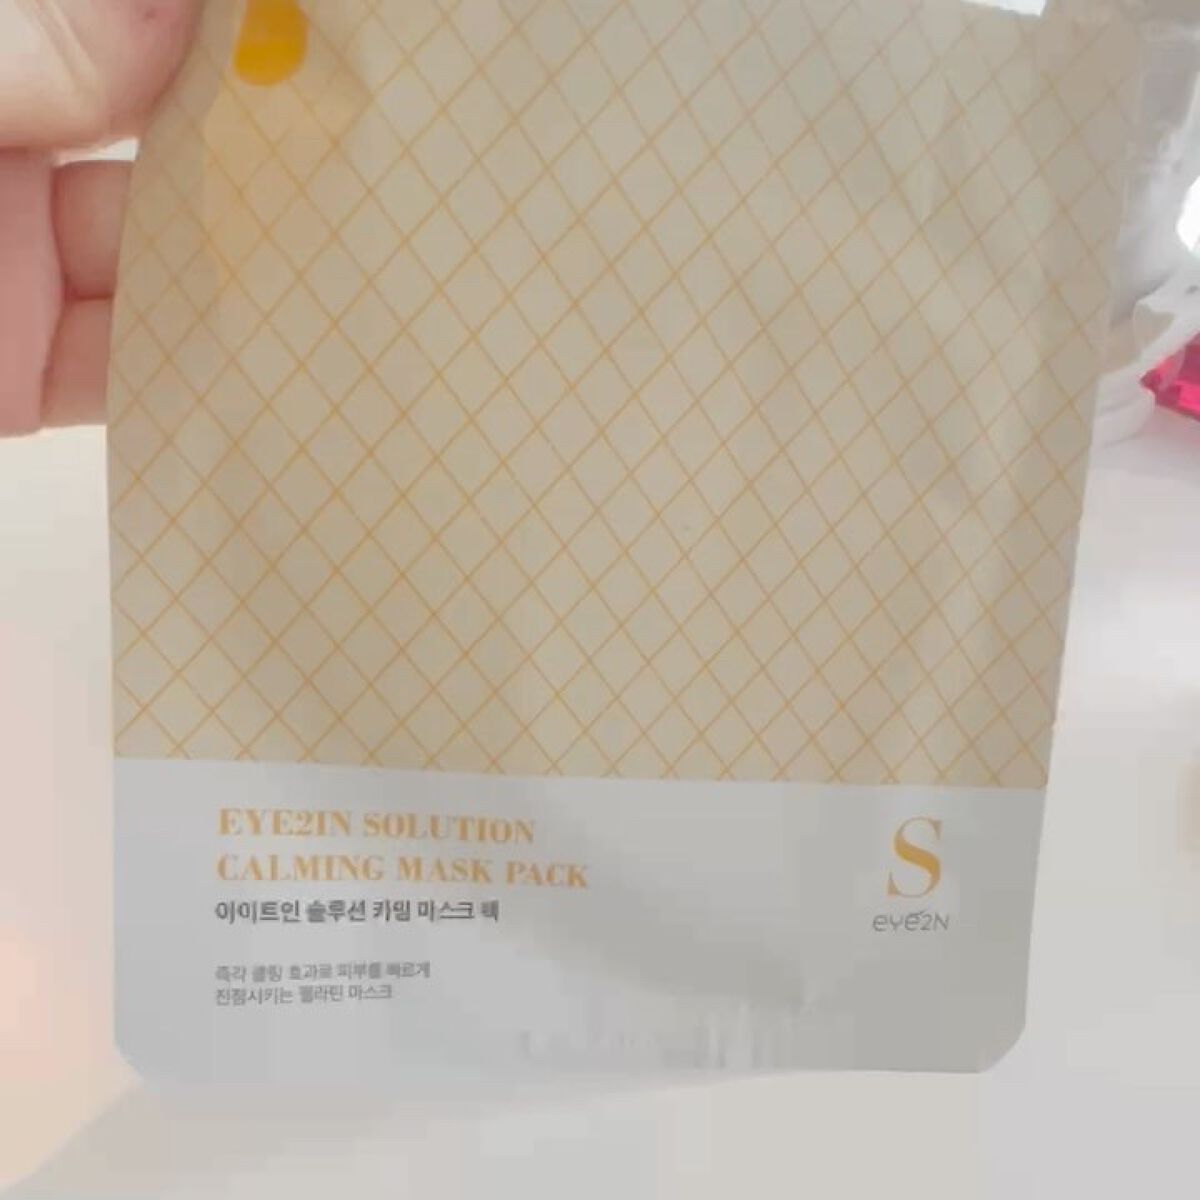 EYE2IN SOLUTION
CALMING MASK PACK
아이트인 솔루션 카밍 마스크 팩
즉각 쿨링 효과로 피부를 빠르게
진정시키는 젤라틴 마스크
S
eye2N